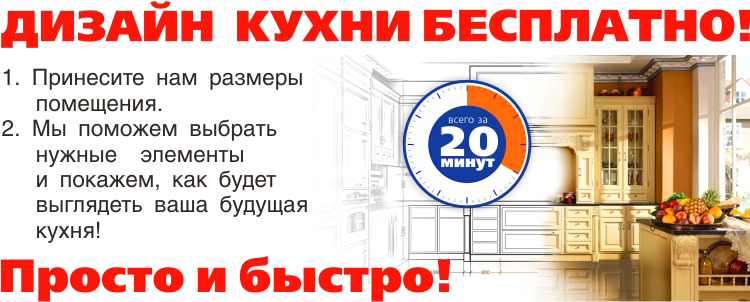 ДИЗАЙН КУХНИ БЕСПЛАТНО!
1. Принесите нам размеры
помещения.
2. Мы поможем выбрать
нужные элементы
и покажем, как будет
выглядеть ваша будущая
кухня!
всего за
20
минут
Просто и быстро!